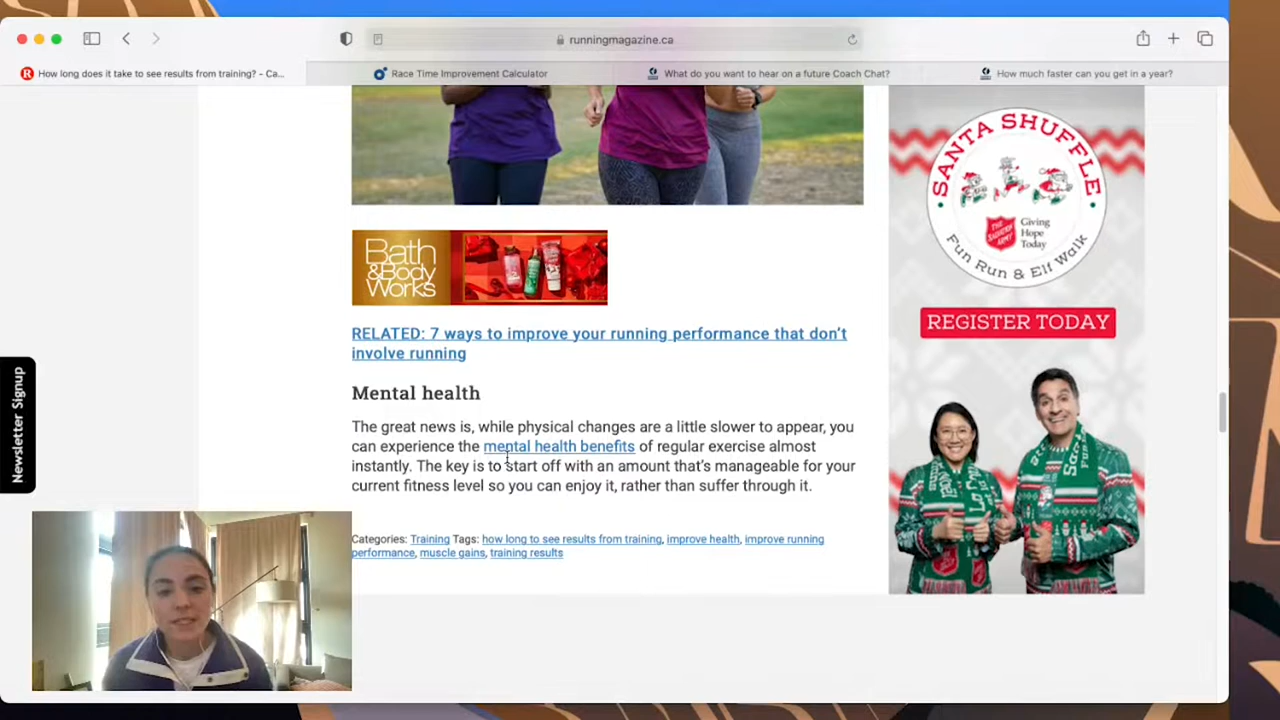 runningmagazine.ca
How long does it take to see results from training? - Ca...
Race Time Improvement Calculator
What do you want to hear on a future Coach Chat?
How much faster can you get in a year?
SANTA SHUFFLE
THE SALVATION ARMY
Giving
Hope
Today
Fun Run & Elf Walk
REGISTER TODAY
Bath
&Body
Works
RELATED: 7 ways to improve your running performance that don't
involve running
Mental health
The great news is, while physical changes are a little slower to appear, you
can experience the mental health benefits of regular exercise almost
instantly. The key is to start off with an amount that's manageable for your
current fitness level so you can enjoy it, rather than suffer through it.
Categories: Training Tags: how long to see results from training, improve health, improve running
performance, muscle gains, training results
Newsletter Signup